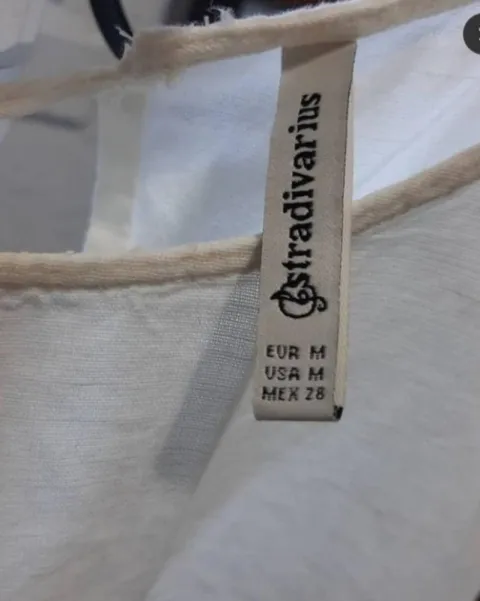 stradivarius
EUR M
USA M
MEX 28